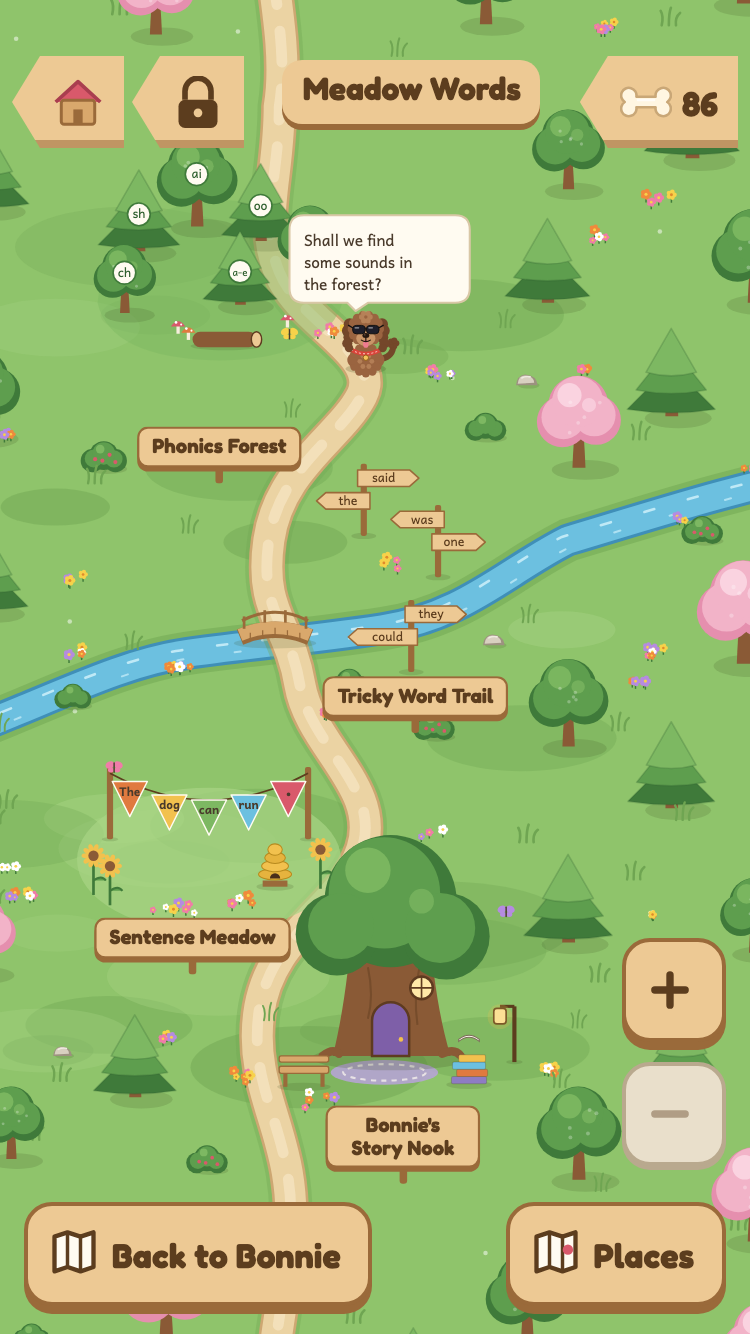 Meadow Words
86
ai
sh
oo
ch
a-e
Shall we find
some sounds in
the forest?
Phonics Forest
said
the
was
one
they
could
Tricky Word Trail
The
dog
can
run
.
Sentence Meadow
Bonnie's
Story Nook
Back to Bonnie
Places